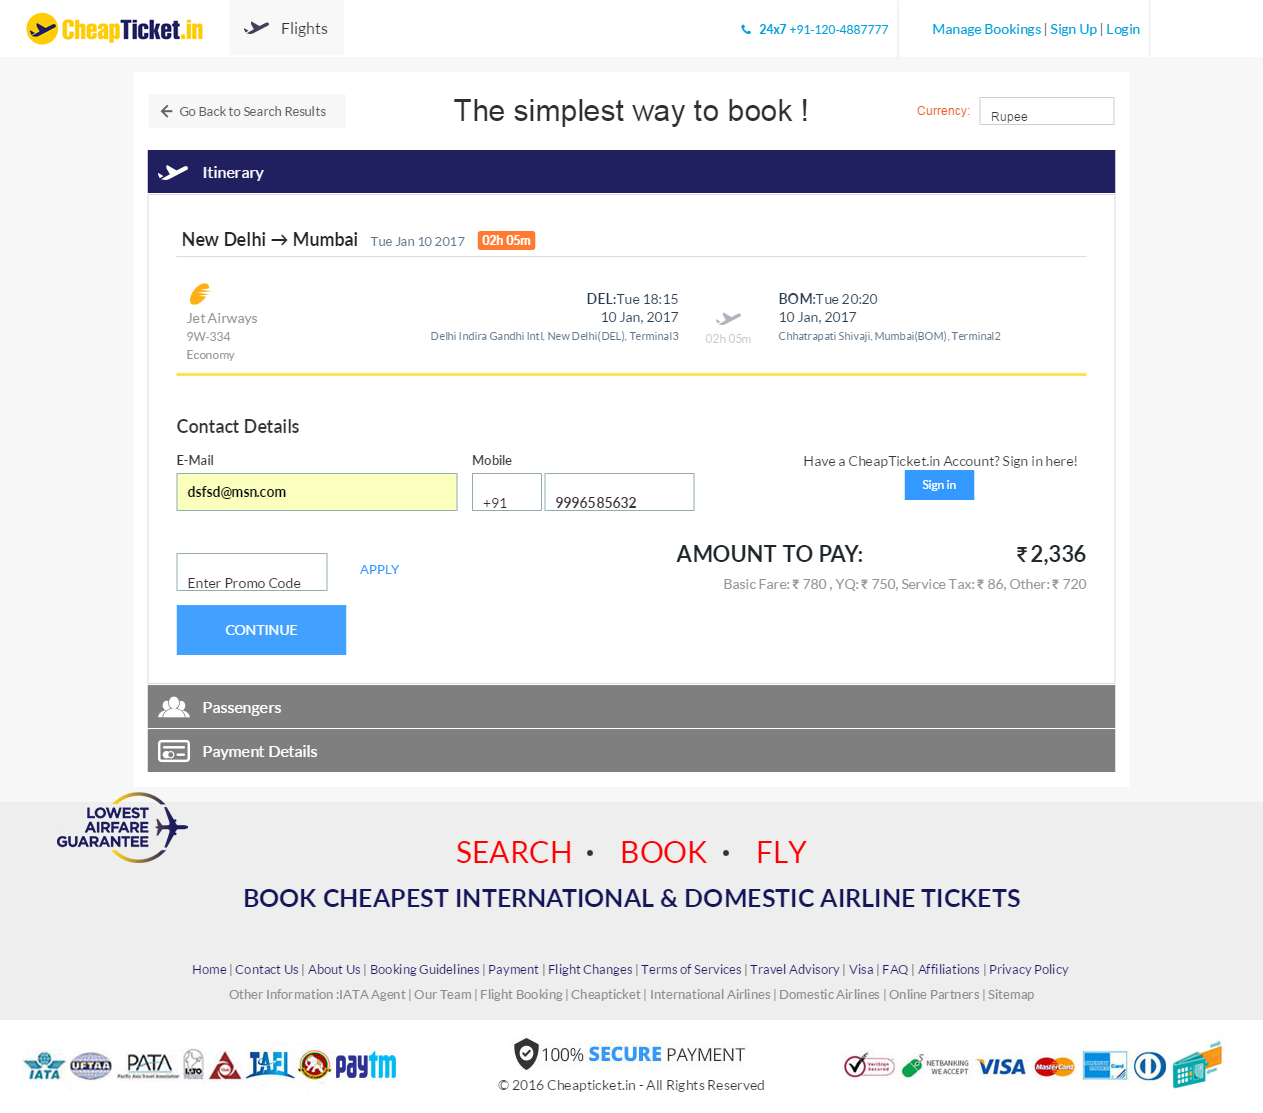 CheapTicket.in
Flights
24x7 +91-120-4887777
Manage Bookings | Sign Up | Login
Go Back to Search Results
The simplest way to book !
Currency:
Rupee
Itinerary
New Delhi → Mumbai Tue Jan 10 2017 02h 05m
Jet Airways
9W-334
Economy
DEL:Tue 18:15
10 Jan, 2017
Delhi Indira Gandhi Intl, New Delhi(DEL), Terminal3
02h 05m
BOM:Tue 20:20
10 Jan, 2017
Chhatrapati Shivaji, Mumbai(BOM), Terminal2
Contact Details
E-Mail
dsfsd@msn.com
Mobile
+91
9996585632
Have a CheapTicket.in Account? Sign in here!
Sign in
Enter Promo Code
APPLY
AMOUNT TO PAY: ₹ 2,336
Basic Fare: ₹ 780 , YQ: ₹ 750, Service Tax: ₹ 86, Other: ₹ 720
CONTINUE
Passengers
Payment Details
LOWEST
AIRFARE
GUARANTEE
SEARCH • BOOK • FLY
BOOK CHEAPEST INTERNATIONAL & DOMESTIC AIRLINE TICKETS
Home | Contact Us | About Us | Booking Guidelines | Payment | Flight Changes | Terms of Services | Travel Advisory | Visa | FAQ | Affiliations | Privacy Policy
Other Information :IATA Agent | Our Team | Flight Booking | Cheapticket | International Airlines | Domestic Airlines | Online Partners | Sitemap
IATA
UFTAA
PATA
Pacific Asia Travel Association
TAFI
paytm
100% SECURE PAYMENT
© 2016 Cheapticket.in - All Rights Reserved
VeriSign
Secured
NETBANKING
WE ACCEPT
VISA
MasterCard